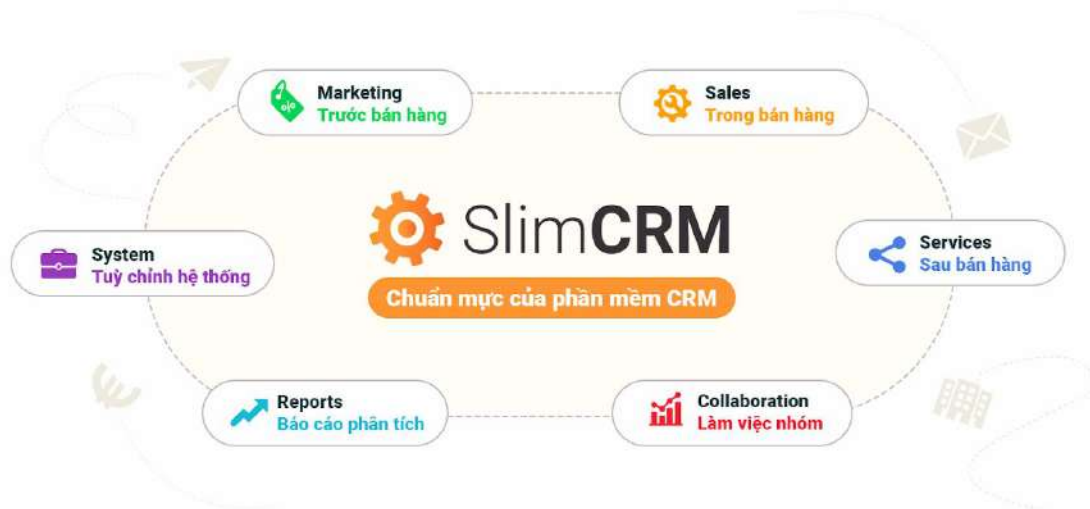 Marketing
Trước bán hàng
Sales
Trong bán hàng
SlimCRM
Chuẩn mực của phần mềm CRM
System
Tuỳ chỉnh hệ thống
Services
Sau bán hàng
Reports
Báo cáo phân tích
Collaboration
Làm việc nhóm